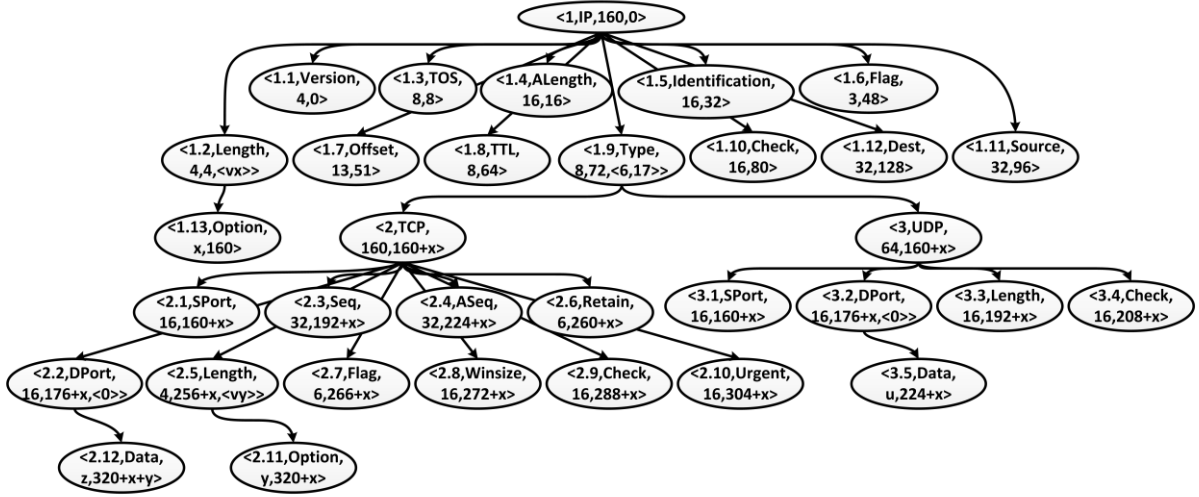 <1,IP,160,0>
<1.1,Version,
4,0>
<1.3,TOS,
8,8>
<1.4,ALength,
16,16>
<1.5,Identification,
16,32>
<1.6,Flag,
3,48>
<1.2,Length,
4,4,<vx>>
<1.7,Offset,
13,51>
<1.8,TTL,
8,64>
<1.9,Type,
8,72,<6,17>>
<1.10,Check,
16,80>
<1.12,Dest,
32,128>
<1.11,Source,
32,96>
<1.13,Option,
x,160>
<2,TCP,
160,160+x>
<3,UDP,
64,160+x>
<2.1,SPort,
16,160+x>
<2.3,Seq,
32,192+x>
<2.4,ASeq,
32,224+x>
<2.6,Retain,
6,260+x>
<3.1,SPort,
16,160+x>
<3.2,DPort,
16,176+x,<0>>
<3.3,Length,
16,192+x>
<3.4,Check,
16,208+x>
<2.2,DPort,
16,176+x,<0>>
<2.5,Length,
4,256+x,<vy>>
<2.7,Flag,
6,266+x>
<2.8,Winsize,
16,272+x>
<2.9,Check,
16,288+x>
<2.10,Urgent,
16,304+x>
<3.5,Data,
u,224+x>
<2.12,Data,
z,320+x+y>
<2.11,Option,
y,320+x>